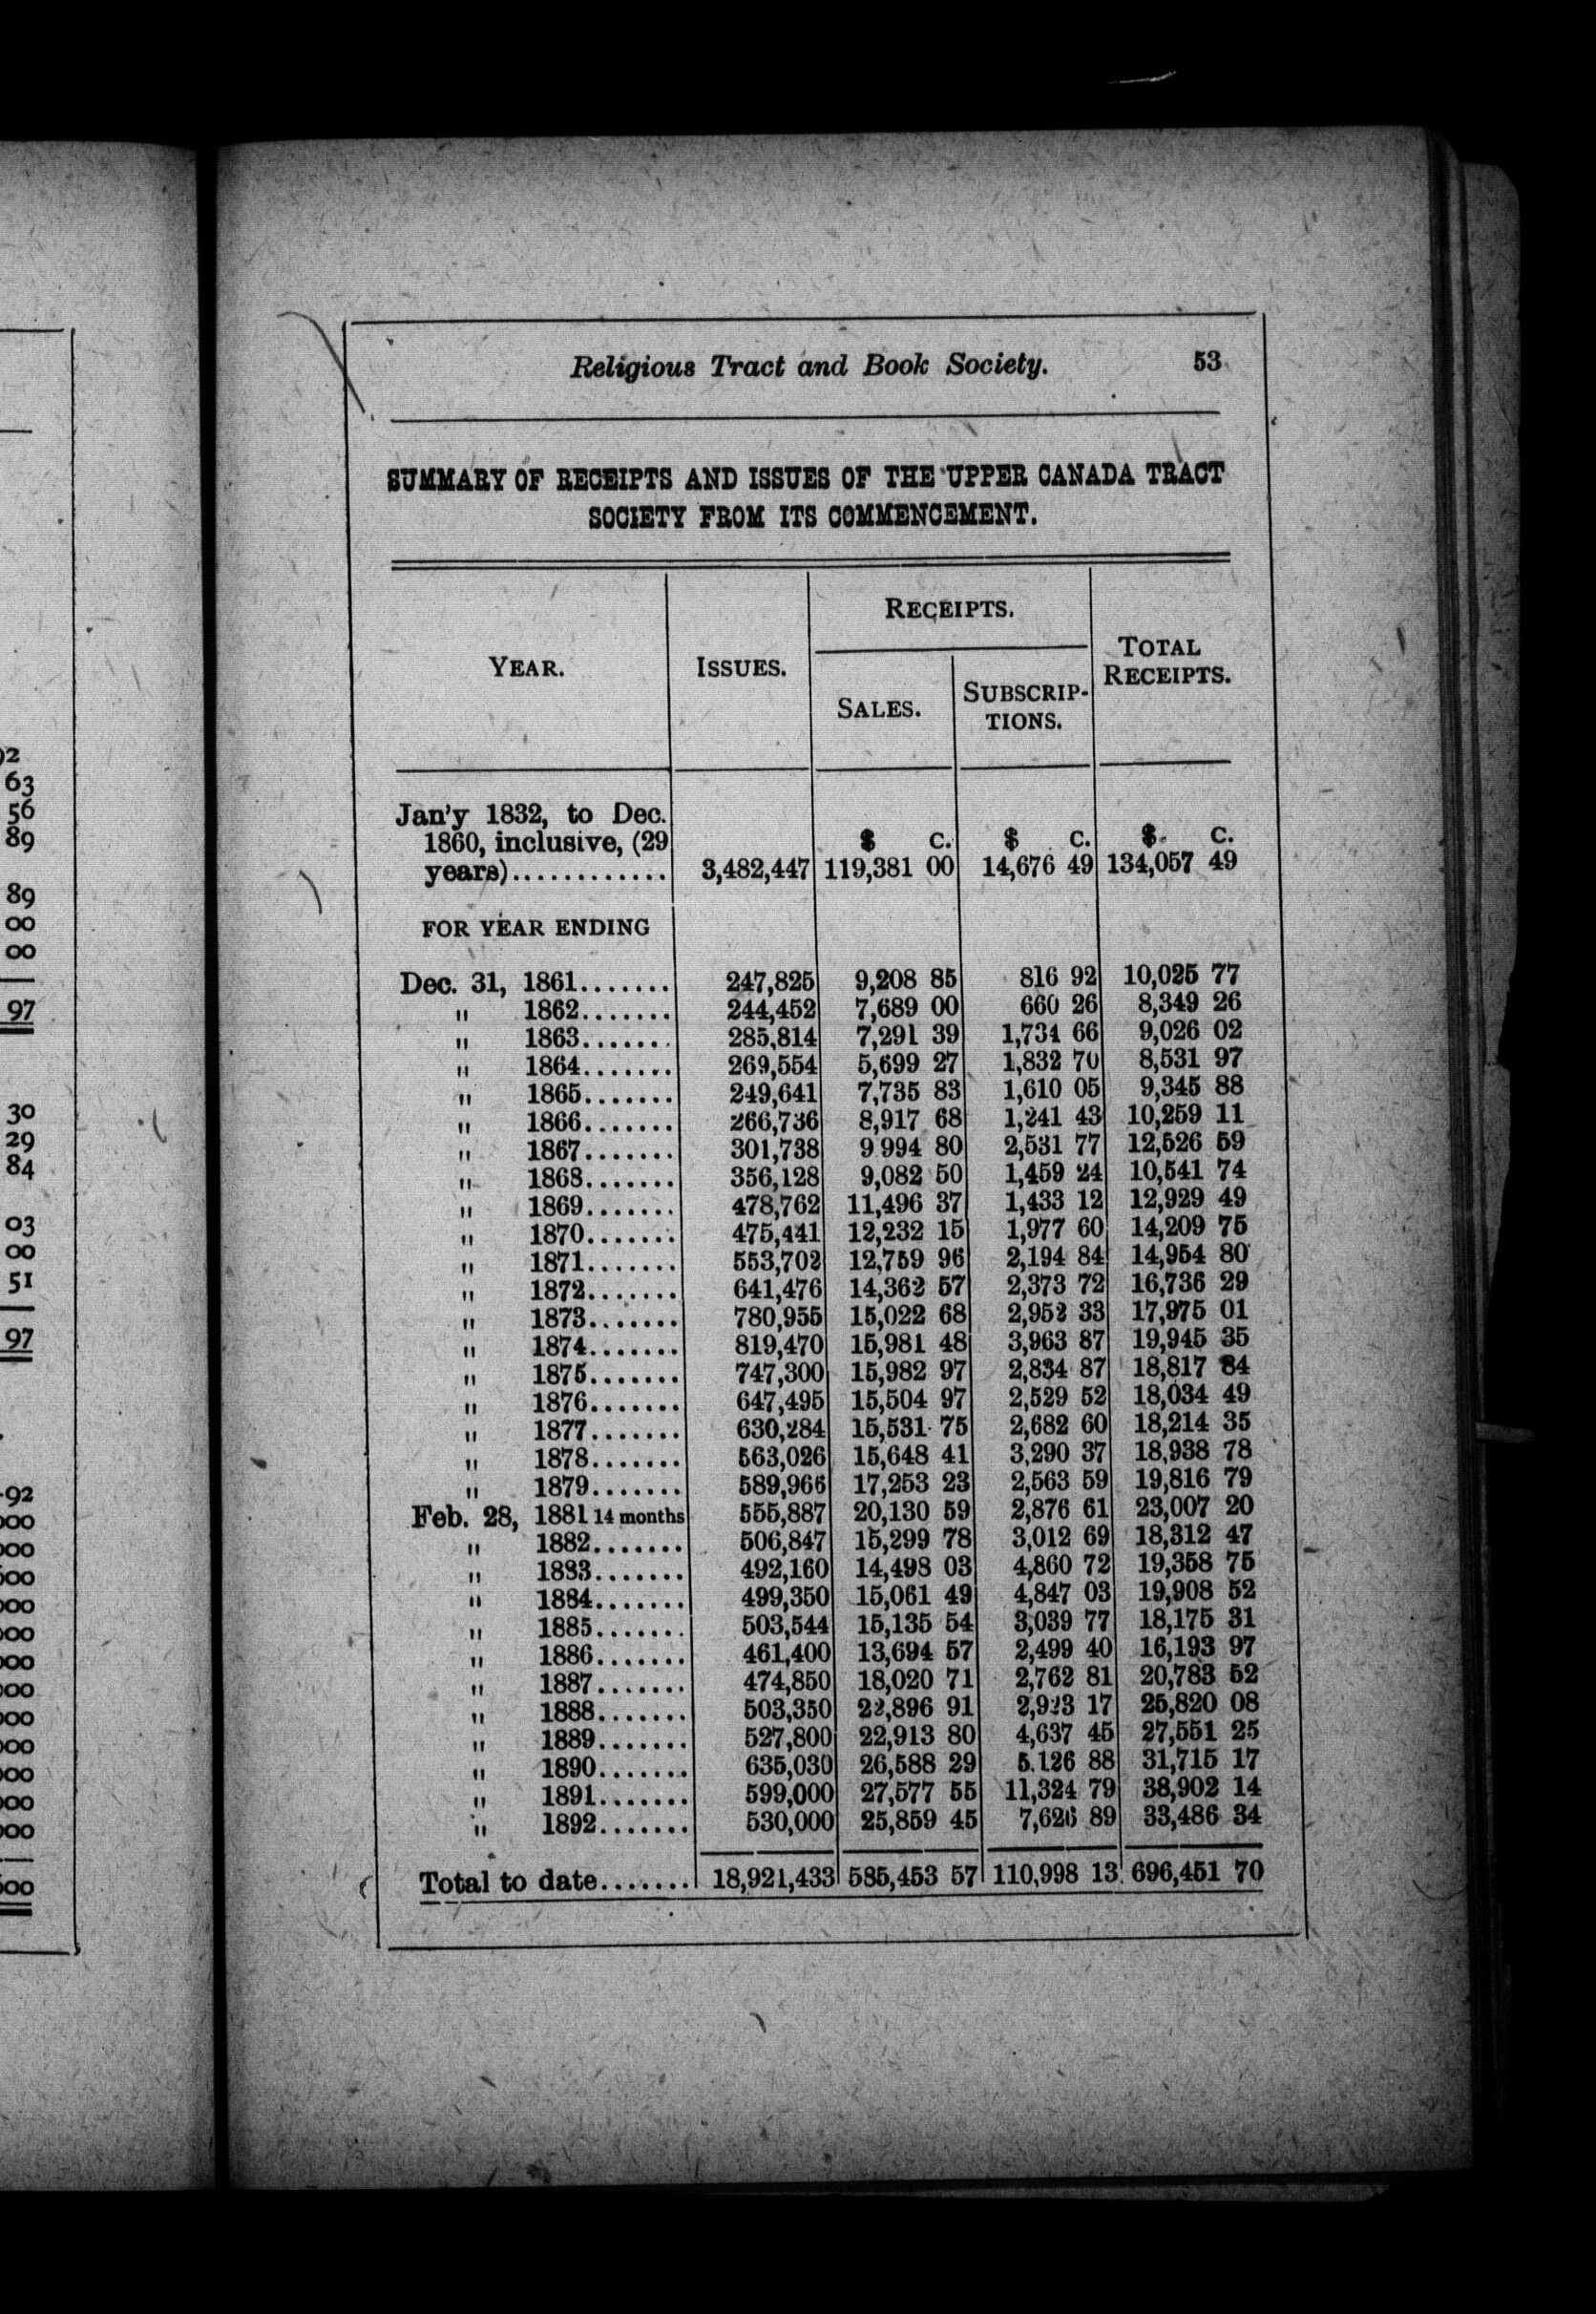 92
63
56
89
89
00
00
97
30
29
84
03
00
51
97
Religious Tract and Book Society. 53
SUMMARY OF RECEIPTS AND ISSUES OF THE UPPER CANADA TRACT
SOCIETY FROM ITS COMMENCEMENT.
RECEIPTS.
YEAR. ISSUES. TOTAL RECEIPTS.
SALES. SUBSCRIP-
TIONS.
Jan'y 1832, to Dec.
1860, inclusive, (29 $ c. $ c. $ c.
years)............ 3,482,447 119,381 00 14,676 49 134,057 49
FOR YEAR ENDING
Dec. 31, 1861....... 247,825 9,208 85 816 92 10,025 77
" 1862....... 244,452 7,689 00 660 26 8,349 26
" 1863....... 285,814 7,291 39 1,734 66 9,026 02
" 1864....... 269,554 5,699 27 1,832 70 8,531 97
" 1865....... 249,641 7,735 83 1,610 05 9,345 88
" 1866....... 266,736 8,917 68 1,241 43 10,259 11
" 1867....... 301,738 9 994 80 2,531 77 12,526 59
" 1868....... 356,128 9,082 50 1,459 24 10,541 74
" 1869....... 478,762 11,496 37 1,433 12 12,929 49
" 1870....... 475,441 12,232 15 1,977 60 14,209 75
" 1871....... 553,702 12,759 96 2,194 84 14,954 80
" 1872....... 641,476 14,362 57 2,373 72 16,736 29
" 1873....... 780,955 15,022 68 2,952 33 17,975 01
" 1874....... 819,470 15,981 48 3,963 87 19,945 35
" 1875....... 747,300 15,982 97 2,834 87 18,817 84
" 1876....... 647,495 15,504 97 2,529 52 18,034 49
" 1877....... 630,284 15,531 75 2,682 60 18,214 35
" 1878....... 563,026 15,648 41 3,290 37 18,938 78
" 1879....... 589,966 17,253 23 2,563 59 19,816 79
Feb. 28, 1881 14 months 555,887 20,130 59 2,876 61 23,007 20
" 1882....... 506,847 15,299 78 3,012 69 18,312 47
" 1883....... 492,160 14,498 03 4,860 72 19,358 75
" 1884....... 499,350 15,061 49 4,847 03 19,908 52
" 1885....... 503,544 15,135 54 3,039 77 18,175 31
" 1886....... 461,400 13,694 57 2,499 40 16,193 97
" 1887....... 474,850 18,020 71 2,762 81 20,783 52
" 1888....... 503,350 22,896 91 2,923 17 25,820 08
" 1889....... 527,800 22,913 80 4,637 45 27,551 25
" 1890....... 635,030 26,588 29 5.126 88 31,715 17
" 1891....... 599,000 27,577 55 11,324 79 38,902 14
" 1892....... 530,000 25,859 45 7,626 89 33,486 34
Total to date....... 18,921,433 585,453 57 110,998 13 696,451 70